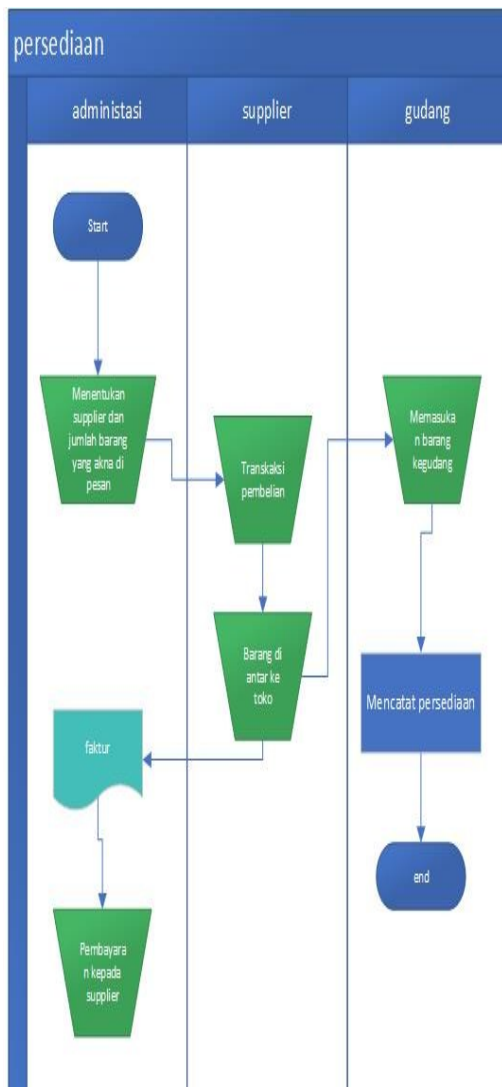 persediaan
administasi
supplier
gudang
Start
Menentukan
supplier dan
jumlah barang
yang akna di
pesan
Transkaksi
pembelian
Memasuka
n barang
kegudang
Barang di
antar ke
toko
Mencatat persediaan
faktur
end
Pembayara
n kepada
supplier